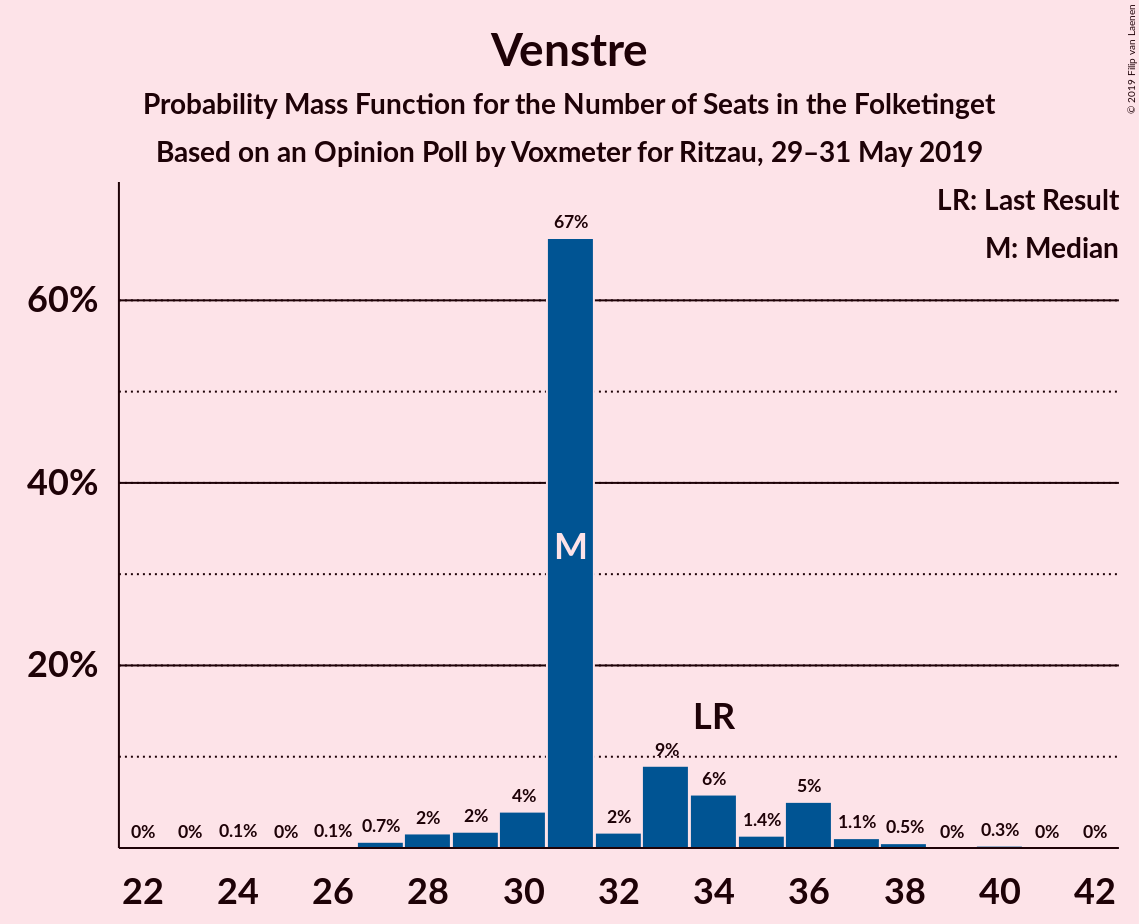 Venstre
Probability Mass Function for the Number of Seats in the Folketinget
Based on an Opinion Poll by Voxmeter for Ritzau, 29–31 May 2019
© 2019 Filip van Laenen
LR: Last Result
M: Median
60%
40%
20%
0% 0% 0.1% 0% 0.1% 0.7% 2% 2% 4% 67% 2% 9% 6% 1.4% 5% 1.1% 0.5% 0% 0.3% 0% 0%
M
LR
22 24 26 28 30 32 34 36 38 40 42